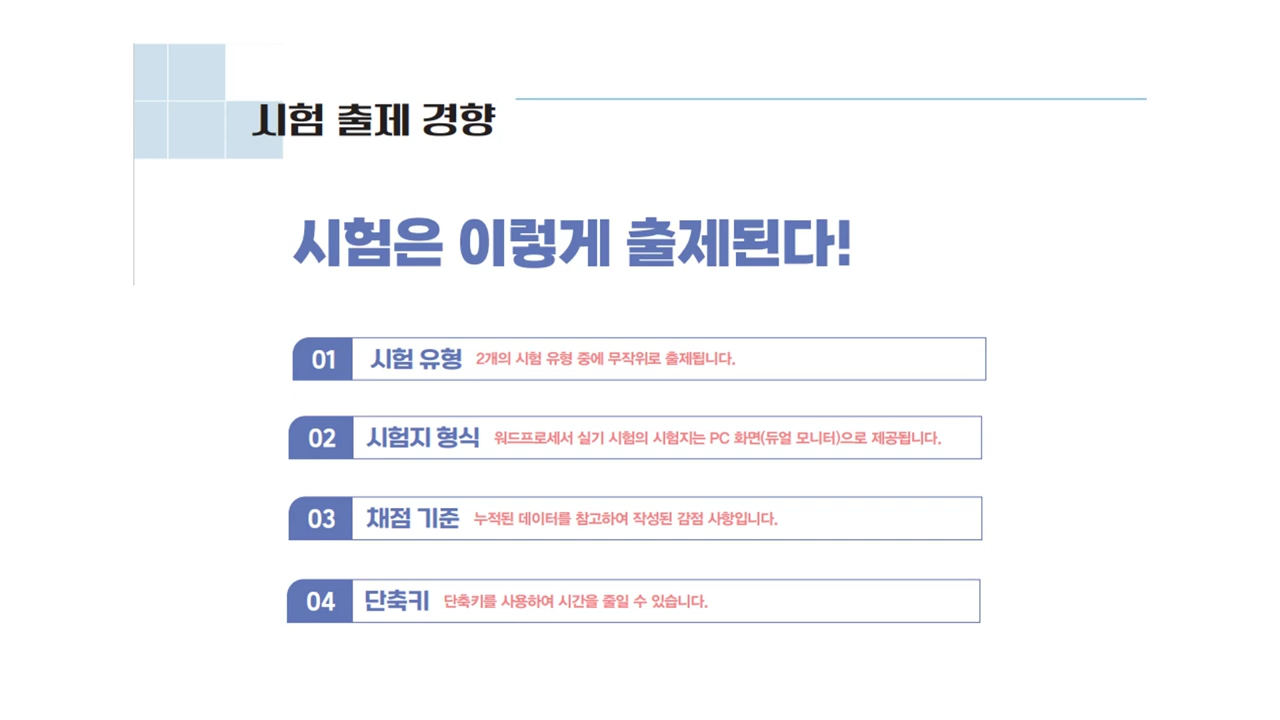 시험 출제 경향
시험은 이렇게 출제된다!
01 시험 유형 2개의 시험 유형 중에 무작위로 출제됩니다.
02 시험지 형식 워드프로세서 실기 시험의 시험지는 PC 화면(듀얼 모니터)으로 제공됩니다.
03 채점 기준 누적된 데이터를 참고하여 작성된 감점 사항입니다.
04 단축키 단축키를 사용하여 시간을 줄일 수 있습니다.